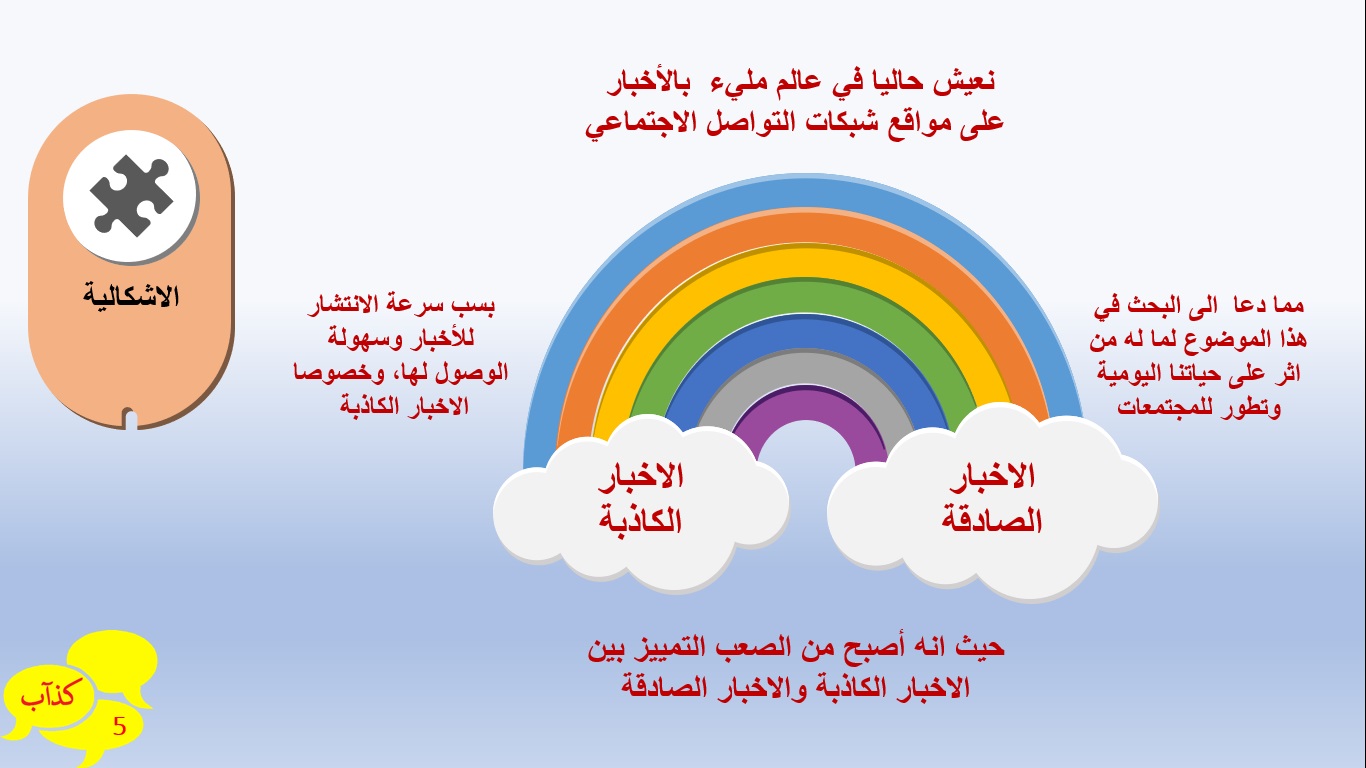 نعيش حاليا في عالم مليء  بالأخبار
على مواقع شبكات التواصل الاجتماعي
الاشكالية
مما دعا  الى البحث في
هذا الموضوع لما له من
اثر على حياتنا اليومية
وتطور للمجتمعات
بسب سرعة الانتشار
للأخبار وسهولة
الوصول لها، وخصوصا
الاخبار الكاذبة
الاخبار
الصادقة
الاخبار
الكاذبة
حيث انه أصبح من الصعب التمييز بين
الاخبار الكاذبة والاخبار الصادقة
كذآب
5